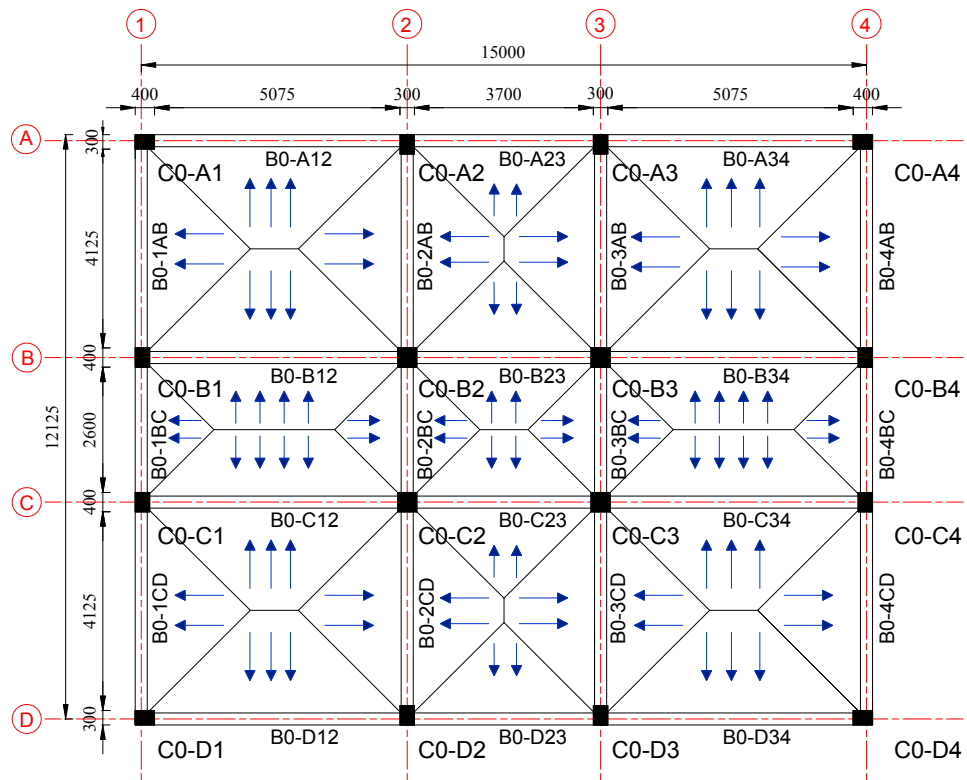 1 2 3 4
15000
400 5075 300 3700 300 5075 400
A
300
B0-A12 B0-A23 B0-A34
C0-A1 C0-A2 C0-A3 C0-A4
4125
B0-1AB B0-2AB B0-3AB B0-4AB
B
400
B0-B12 B0-B23 B0-B34
C0-B1 C0-B2 C0-B3 C0-B4
12125
2600
B0-1BC B0-2BC B0-3BC B0-4BC
C
400
B0-C12 B0-C23 B0-C34
C0-C1 C0-C2 C0-C3 C0-C4
4125
B0-1CD B0-2CD B0-3CD B0-4CD
D
300
B0-D12 B0-D23 B0-D34
C0-D1 C0-D2 C0-D3 C0-D4